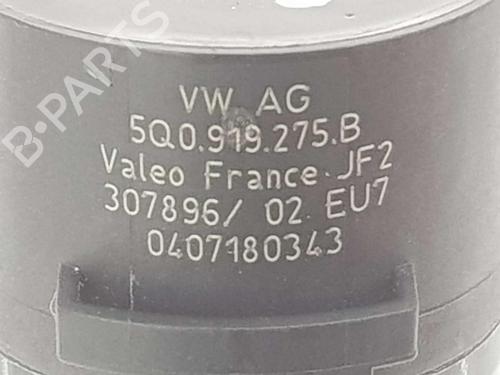 B-PARTS
VW AG
5Q0.919.275.B
Valeo France JF2
307896/ 02 EU7
0407180343